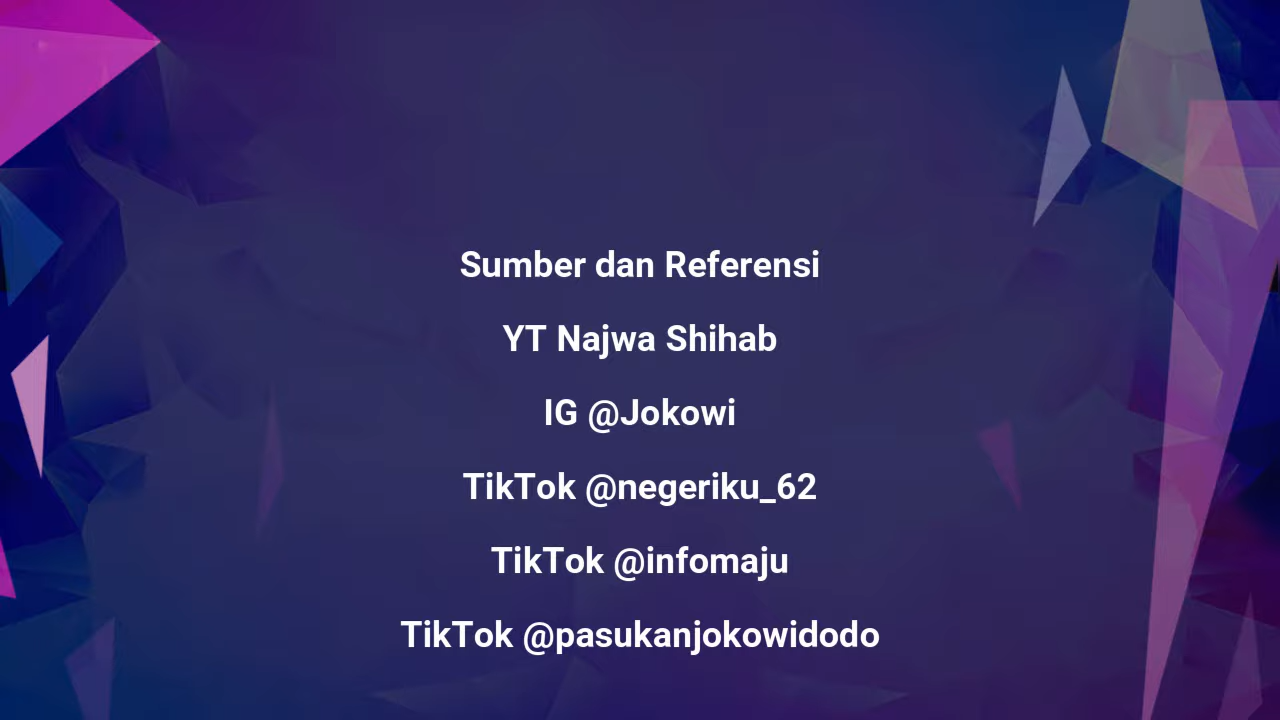 Sumber dan Referensi
YT Najwa Shihab
IG @Jokowi
TikTok @negeriku_62
TikTok @infomaju
TikTok @pasukanjokowidodo